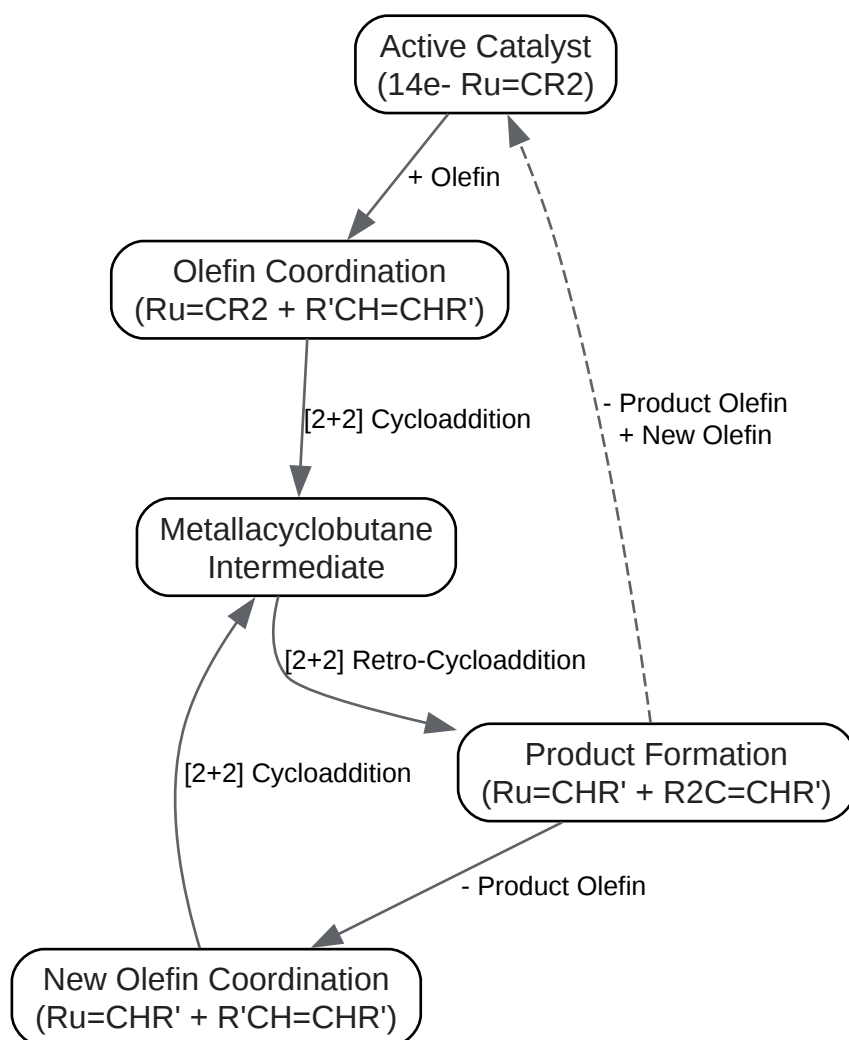 Active Catalyst
(14e- Ru=CR2)
+ Olefin
Olefin Coordination
(Ru=CR2 + R'CH=CHR')
[2+2] Cycloaddition
- Product Olefin
+ New Olefin
Metallacyclobutane
Intermediate
[2+2] Retro-Cycloaddition
Product Formation
(Ru=CHR' + R2C=CHR')
[2+2] Cycloaddition
- Product Olefin
New Olefin Coordination
(Ru=CHR' + R'CH=CHR')